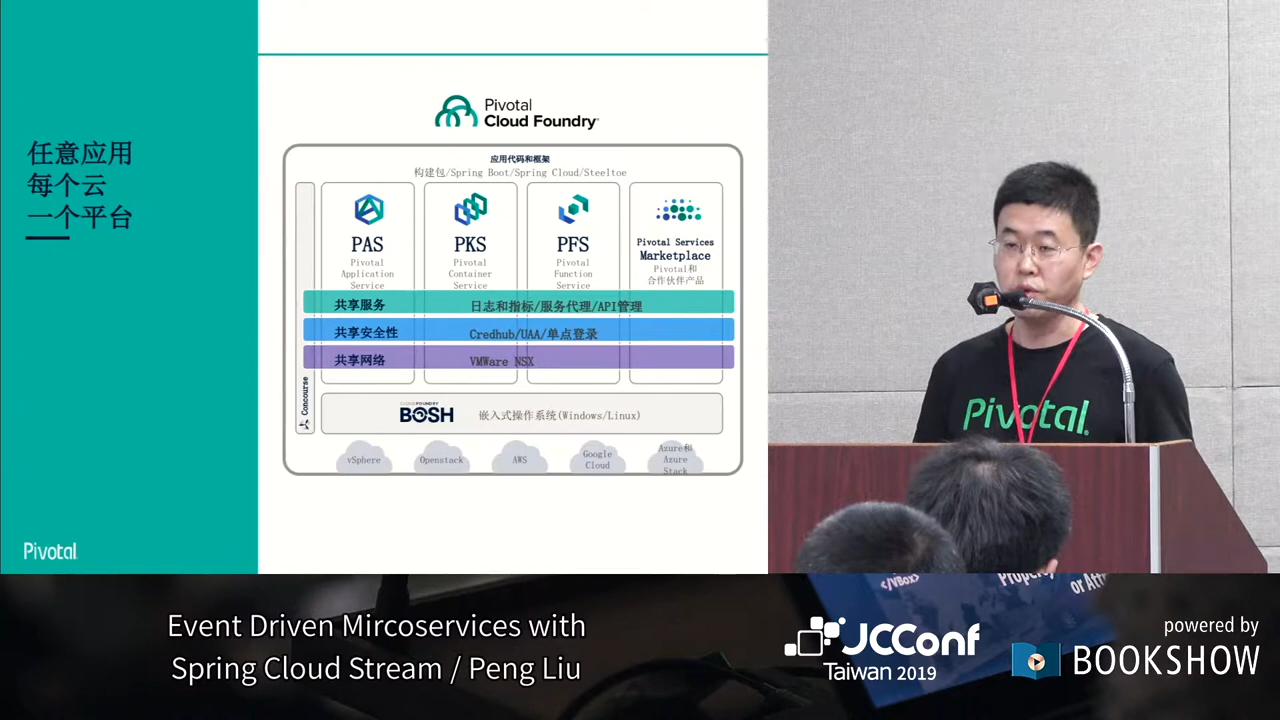 任意应用
每个云
一个平台
Pivotal
Pivotal
Cloud Foundry
应用代码和框架
构建包/Spring Boot/Spring Cloud/Steeltoe
PAS
Pivotal
Application
Service
PKS
Pivotal
Container
Service
PFS
Pivotal
Function
Service
Pivotal Services
Marketplace
Pivotal和
合作伙伴产品
共享服务 日志和指标/服务代理/API管理
共享安全性 Credhub/UAA/单点登录
共享网络 VMWare NSX
Concourse
CLOUD FOUNDRY
BOSH
嵌入式操作系统(Windows/Linux)
vSphere
Openstack
AWS
Google
Cloud
Azure和
Azure
Stack
Pivotal
</VBox>
or
Event Driven Mircoservices with
Spring Cloud Stream / Peng Liu
JCConf
Taiwan 2019
powered by
BOOKSHOW